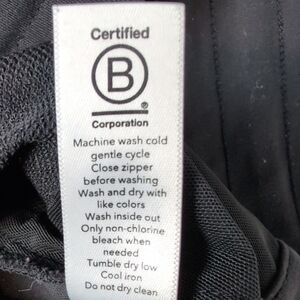 Certified
B
Corporation
Machine wash cold
gentle cycle
Close zipper
before washing
Wash and dry with
like colors
Wash inside out
Only non-chlorine
bleach when
needed
Tumble dry low
Cool iron
Do not dry clean